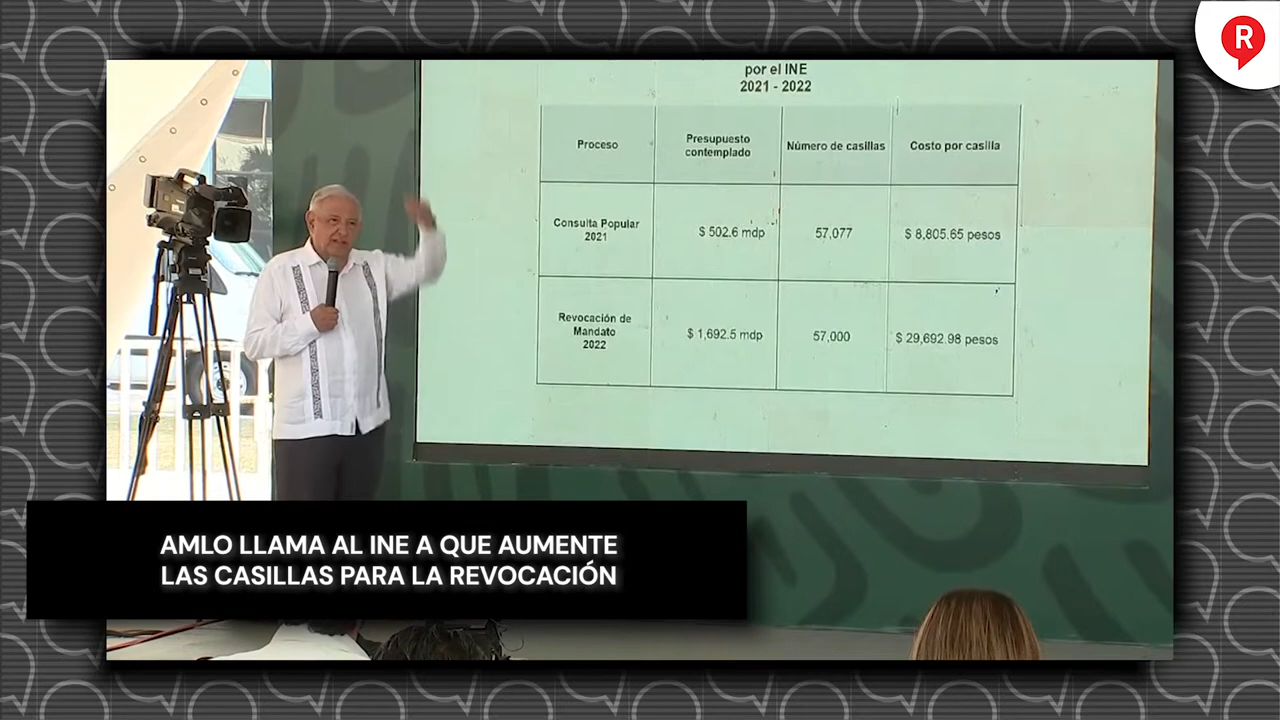 R
por el INE
2021 - 2022
Proceso
Presupuesto
contemplado
Número de casillas
Costo por casilla
Consulta Popular
2021
$ 502.6 mdp
57,077
$ 8,805.65 pesos
Revocación de
Mandato
2022
$ 1,692.5 mdp
57,000
$ 29,692.98 pesos
AMLO LLAMA AL INE A QUE AUMENTE
LAS CASILLAS PARA LA REVOCACIÓN